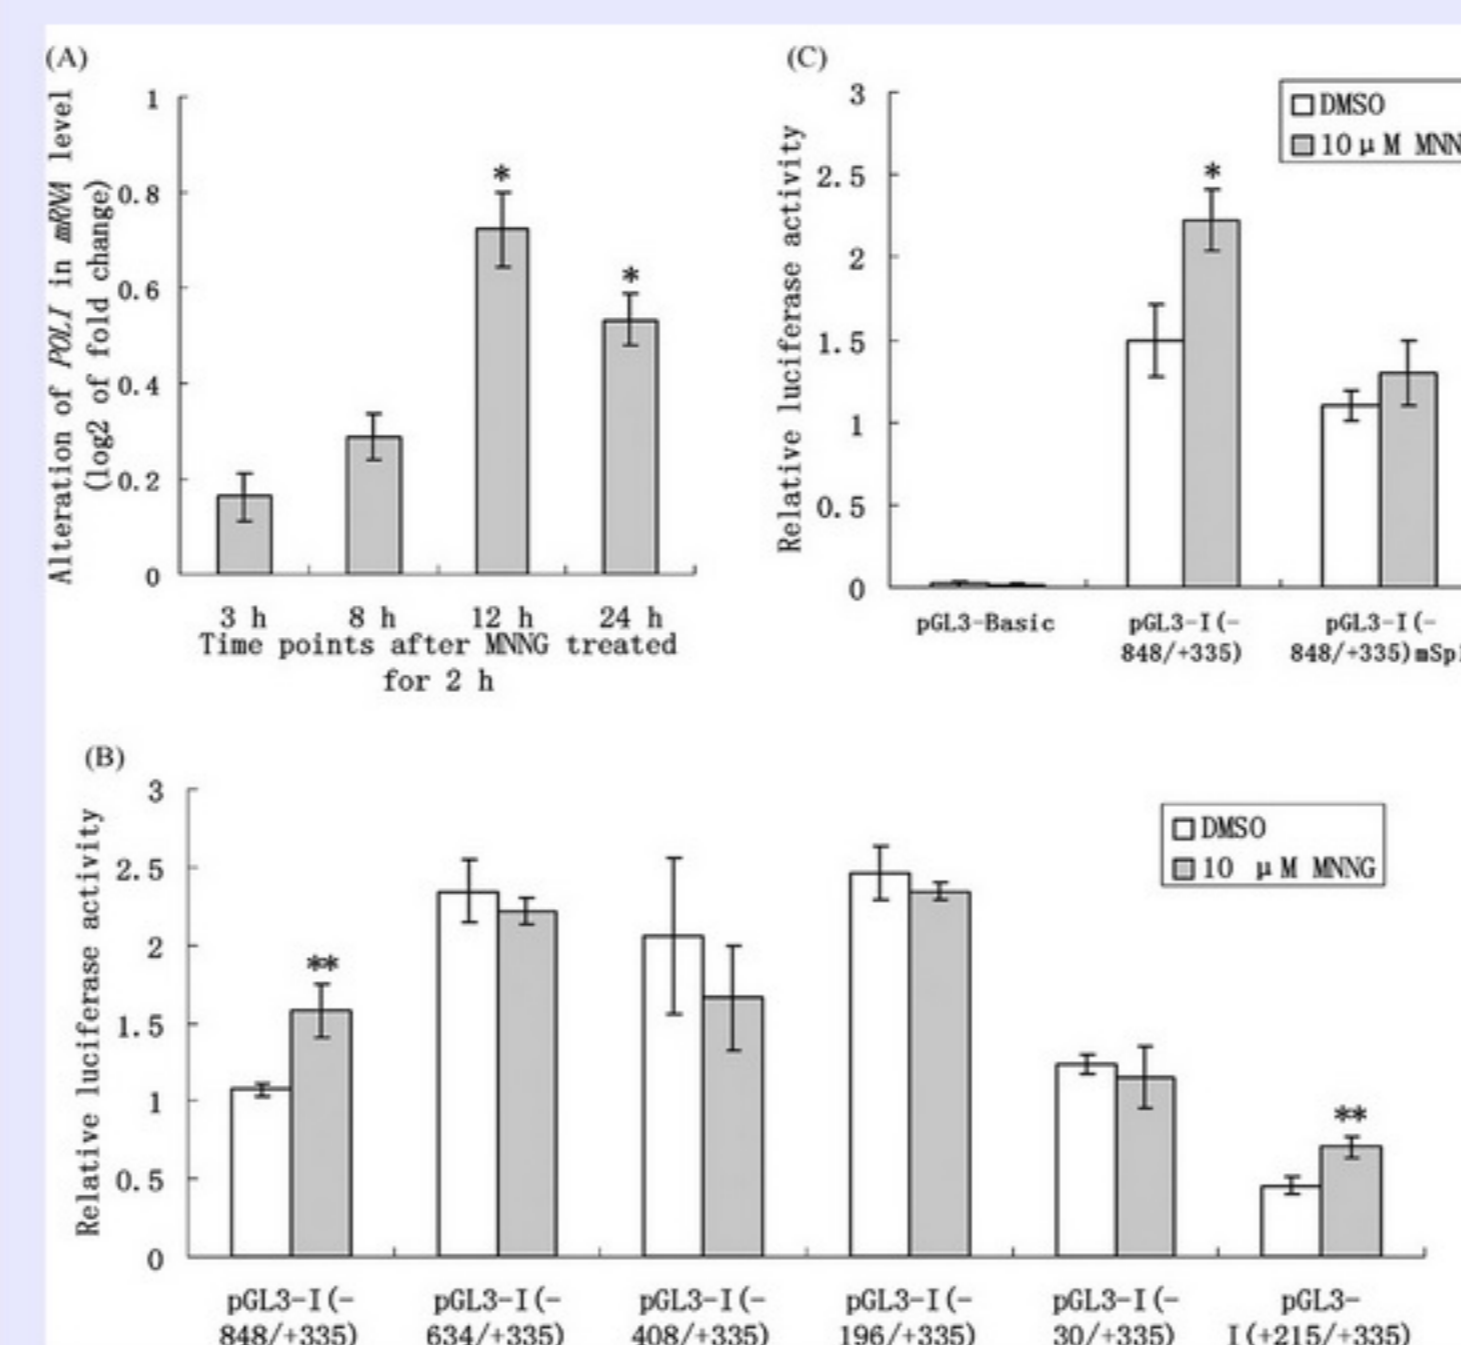 (A)
Alteration of POLI in mRNA level
(log2 of fold change)
1
0.8
0.6
0.4
0.2
0
*
*
3 h 8 h 12 h 24 h
Time points after MNNG treated
for 2 h
(C)
Relative luciferase activity
3
2.5
2
1.5
1
0.5
0
DMSO
10 μM MNN
*
pGL3-Basic pGL3-I(- pGL3-I(-
848/+335) 848/+335)mSp1
(B)
Relative luciferase activity
3
2.5
2
1.5
1
0.5
0
DMSO
10 μM MNNG
**
**
pGL3-I(- pGL3-I(- pGL3-I(- pGL3-I(- pGL3-I(- pGL3-
848/+335) 634/+335) 408/+335) 196/+335) 30/+335) I(+215/+335)